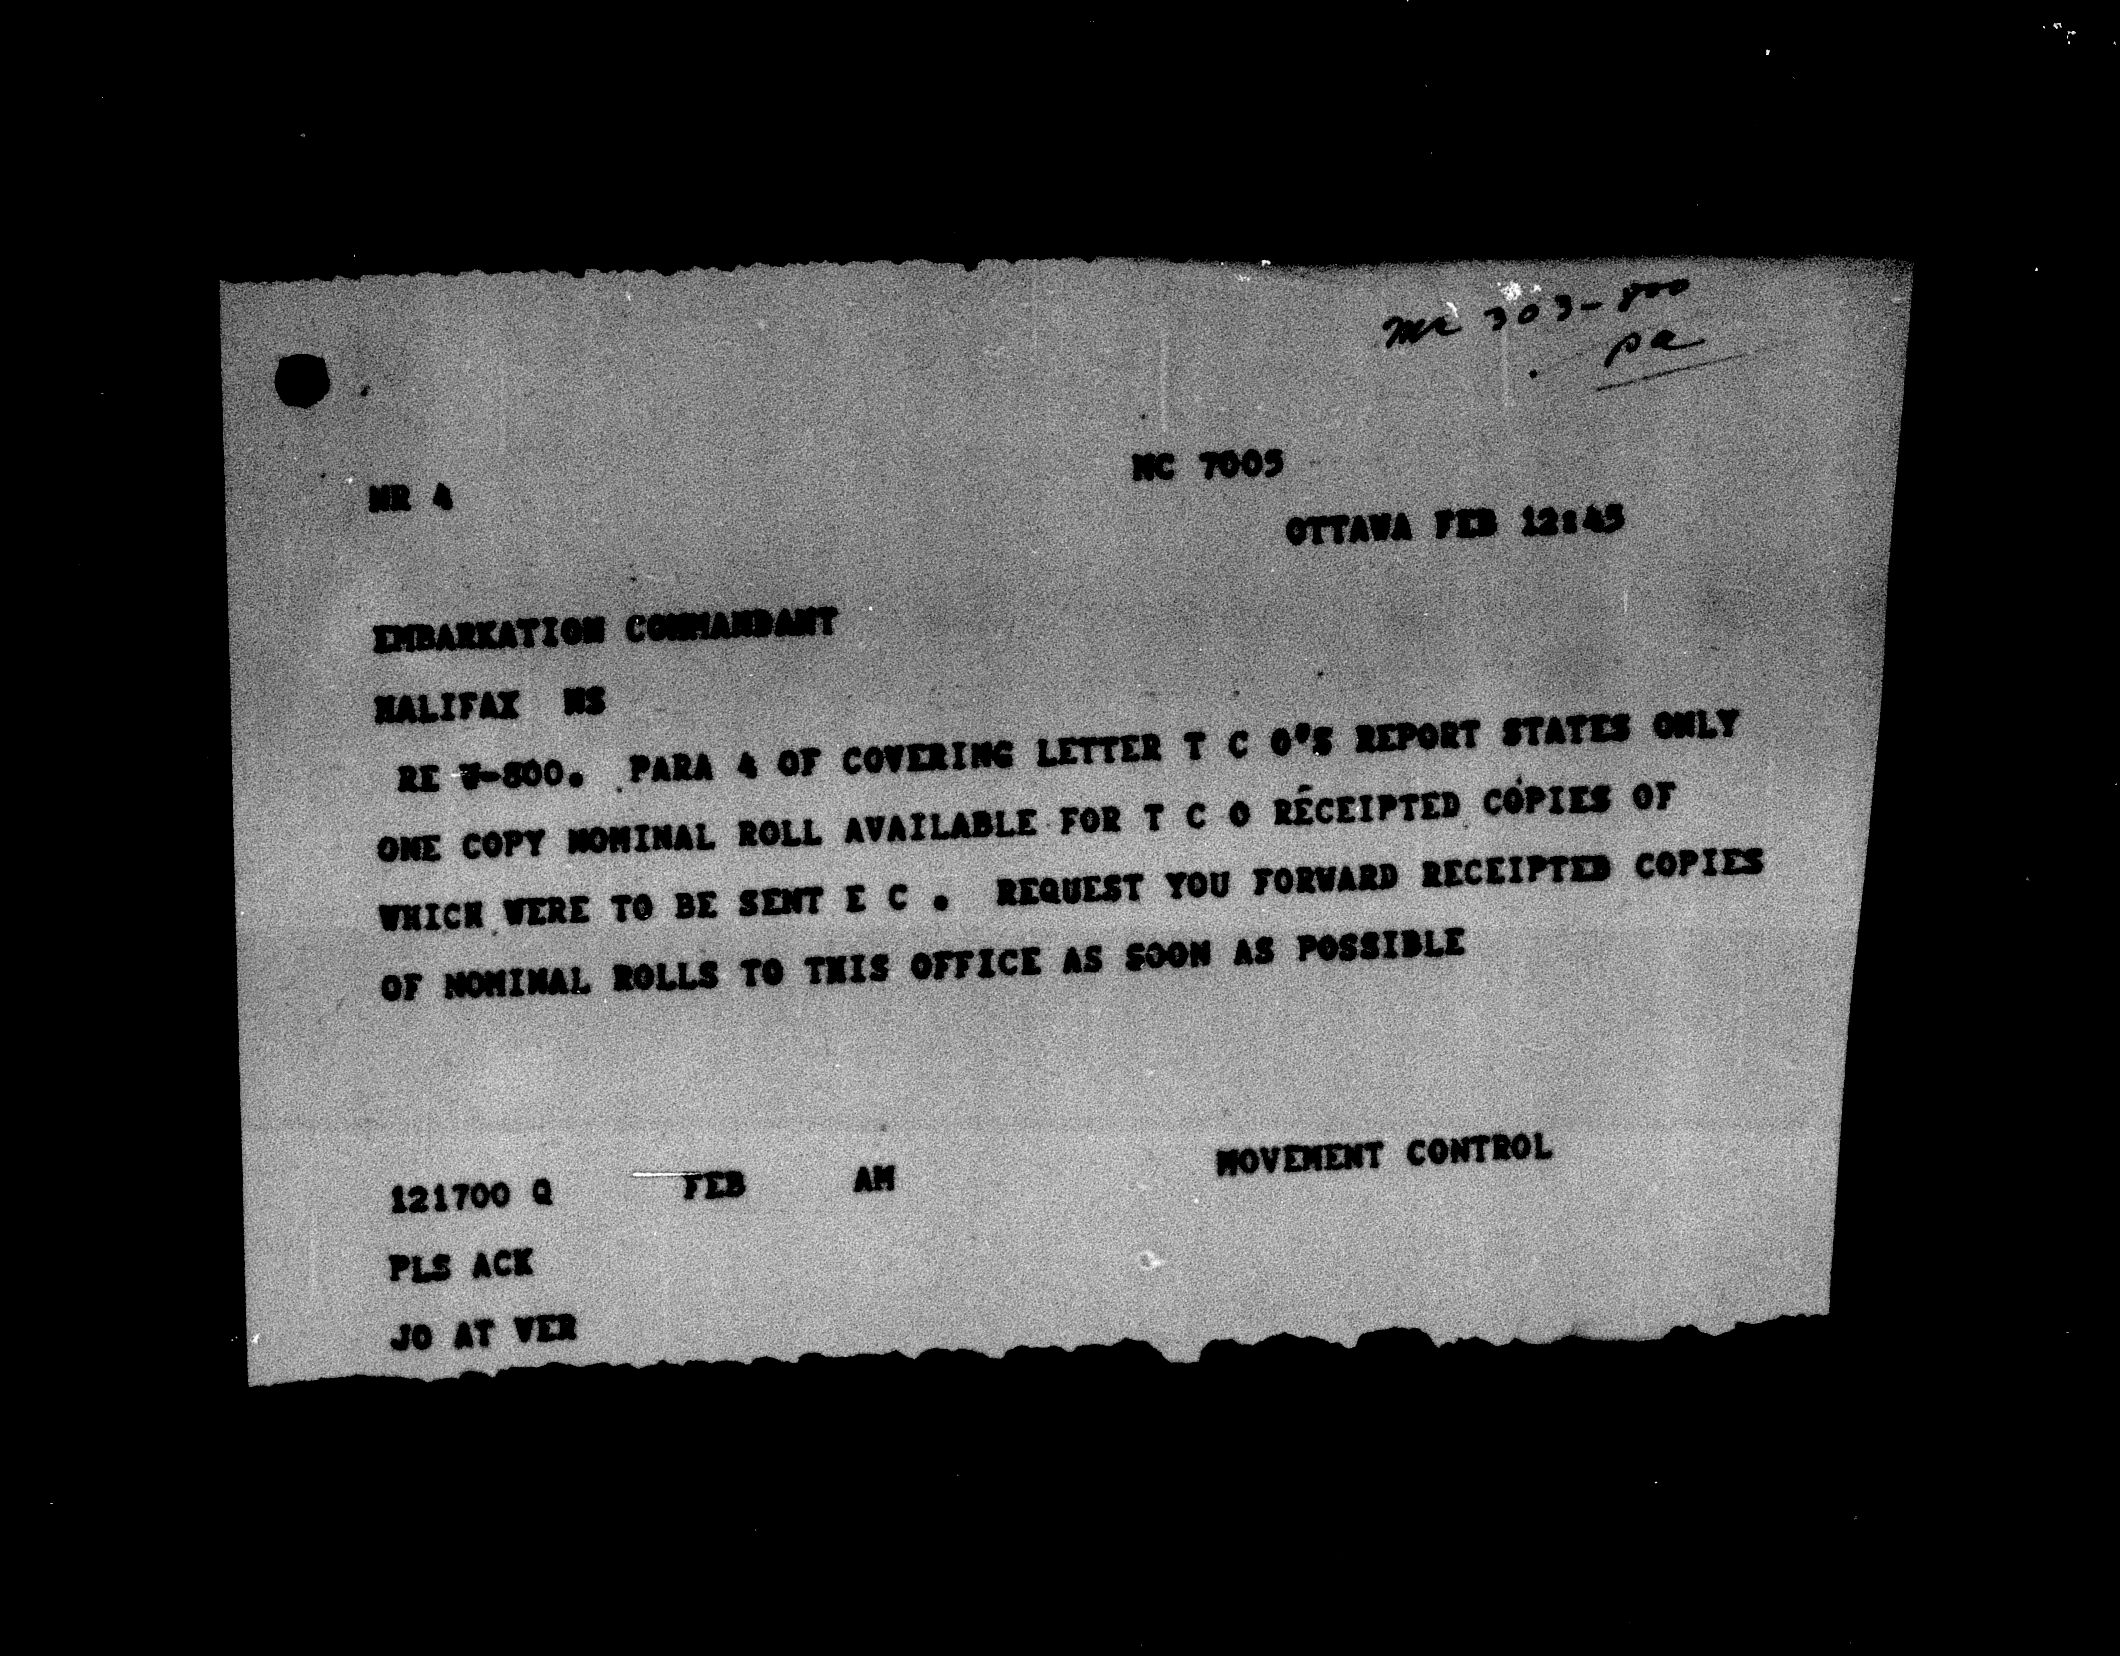 mc 303-800
pa
MC 7005
NR 4
OTTAWA FEB 12:45
EMBARKATION COMMANDANT
HALIFAX NS
RE W-800. PARA 4 OF COVERING LETTER T C O'S REPORT STATES ONLY
ONE COPY NOMINAL ROLL AVAILABLE FOR T C O RECEIPTED COPIES OF
WHICH WERE TO BE SENT E C . REQUEST YOU FORWARD RECEIPTED COPIES
OF NOMINAL ROLLS TO THIS OFFICE AS SOON AS POSSIBLE
MOVEMENT CONTROL
121700 Q FEB AM
PLS ACK
JO AT VER